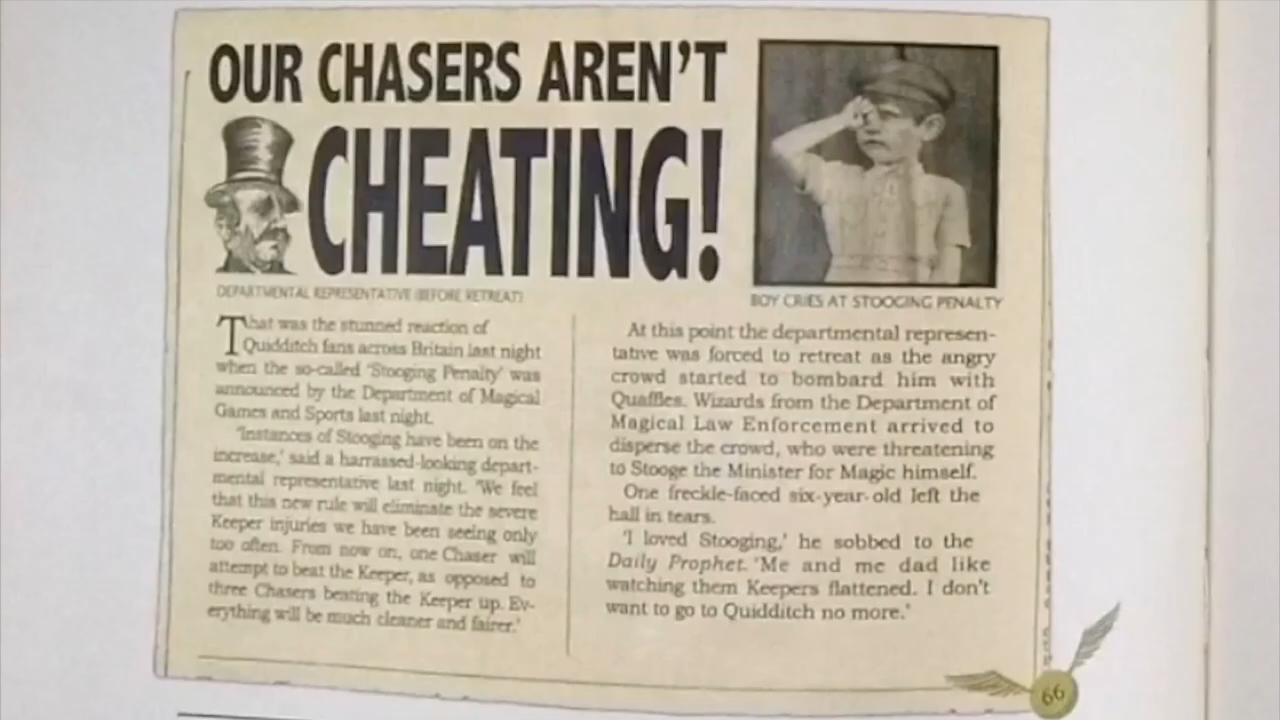 OUR CHASERS AREN'T
CHEATING!
DEPARTMENTAL REPRESENTATIVE (BEFORE RETREAT)
BOY CRIES AT STOOGING PENALTY
That was the stunned reaction of
Quidditch fans across Britain last night
when the so-called 'Stooging Penalty' was
announced by the Department of Magical
Games and Sports last night.
'Instances of Stooging have been on the
increase,' said a harrassed-looking depart-
mental representative last night. 'We feel
that this new rule will eliminate the severe
Keeper injuries we have been seeing only
too often. From now on, one Chaser will
attempt to beat the Keeper, as opposed to
three Chasers beating the Keeper up. Ev-
erything will be much cleaner and fairer.'
At this point the departmental represen-
tative was forced to retreat as the angry
crowd started to bombard him with
Quaffles. Wizards from the Department of
Magical Law Enforcement arrived to
disperse the crowd, who were threatening
to Stooge the Minister for Magic himself.
One freckle-faced six-year-old left the
hall in tears.
'I loved Stooging,' he sobbed to the
Daily Prophet. 'Me and me dad like
watching them Keepers flattened. I don't
want to go to Quidditch no more.'
66